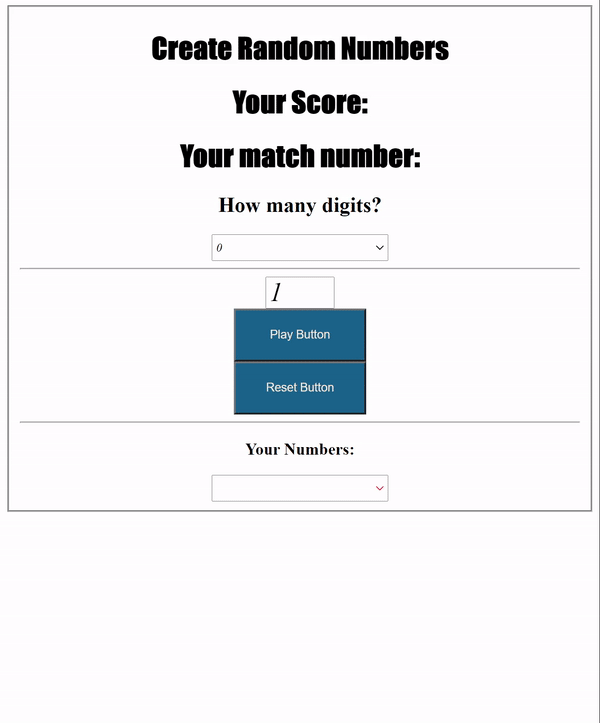 Create Random Numbers
Your Score:
Your match number:
How many digits?
0
1
Play Button
Reset Button
Your Numbers: